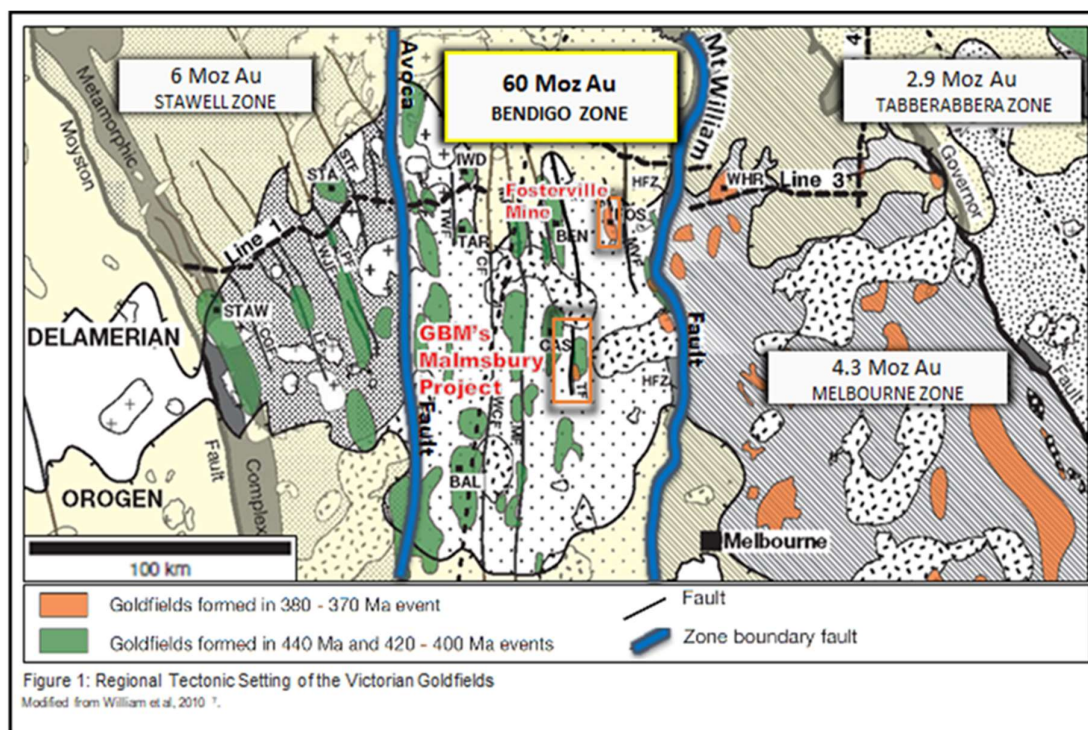 6 Moz Au
STAWELL ZONE
60 Moz Au
BENDIGO ZONE
2.9 Moz Au
TABBERABBERA ZONE
4.3 Moz Au
MELBOURNE ZONE
Avoca
Fault
Mt William
Fault
Metamorphic
Complex
Moyston
Fault
Governor
Fault
4
Line 1
Line 3
STF
STA
IWD
HFZ
WHR
Fosterville
Mine
FOS
TAR
BEN
CF
STAW
CGF
DELAMERIAN
OROGEN
GBM's
Malmsbury
Project
CAS
TF
HFZ
WCF
BAL
Melbourne
100 km
Goldfields formed in 380 - 370 Ma event
Goldfields formed in 440 Ma and 420 - 400 Ma events
Fault
Zone boundary fault
Figure 1: Regional Tectonic Setting of the Victorian Goldfields
Modified from William et al, 2010 7.